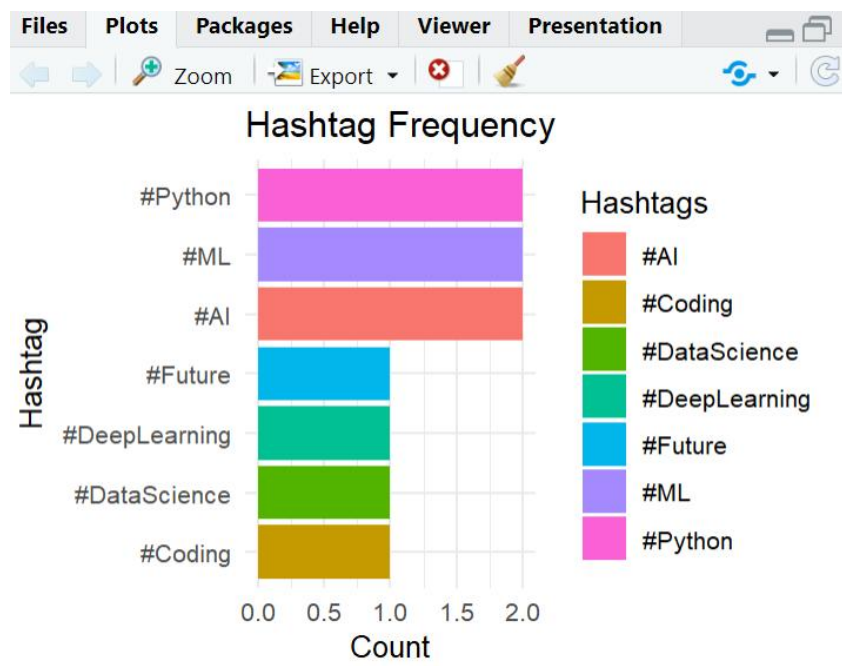 Files Plots Packages Help Viewer Presentation
Zoom Export
Hashtag Frequency
Hashtag
#Python
#ML
#AI
#Future
#DeepLearning
#DataScience
#Coding
0.0 0.5 1.0 1.5 2.0
Count
Hashtags
#AI
#Coding
#DataScience
#DeepLearning
#Future
#ML
#Python